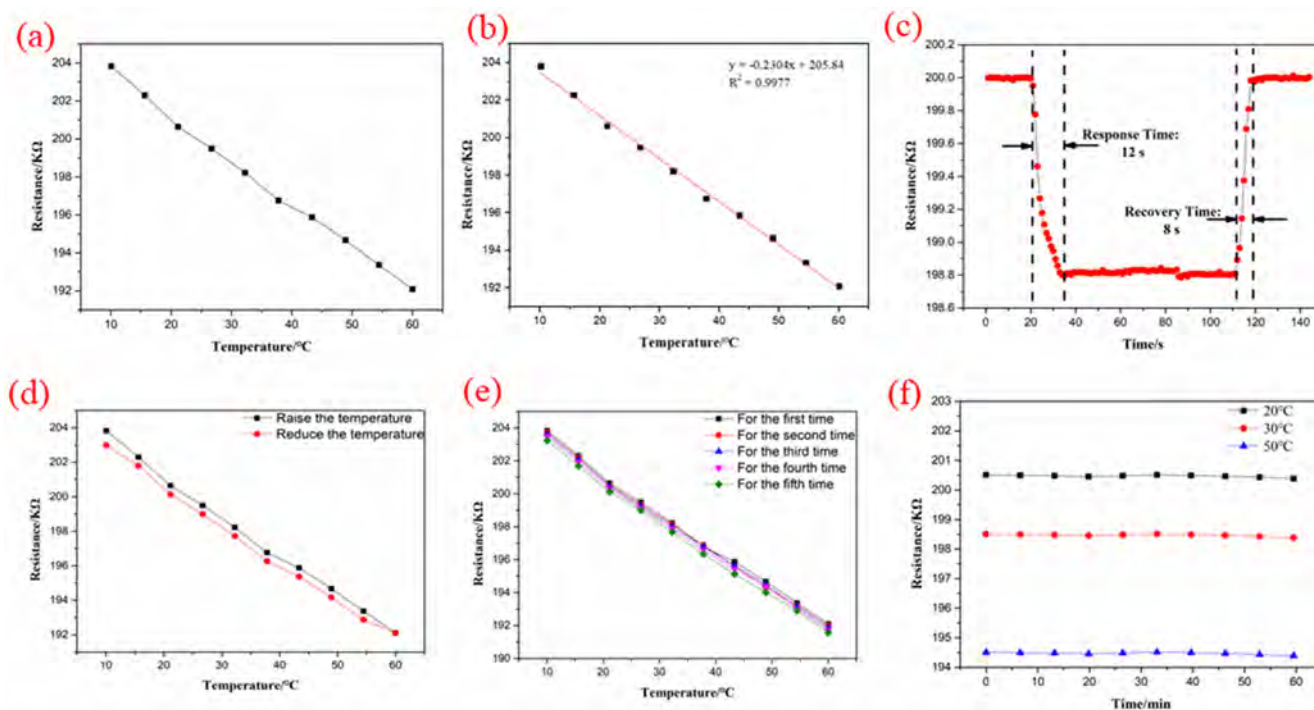 (a)
204
202
200
198
196
194
192
10 20 30 40 50 60
Resistance/KΩ
Temperature/°C
(b)
y = -0.2304x + 205.84
R² = 0.9977
204
202
200
198
196
194
192
10 20 30 40 50 60
Resistance/KΩ
Temperature/°C
(c)
200.2
200.0
199.8
199.6
199.4
199.2
199.0
198.8
198.6
0 20 40 60 80 100 120 140
Response Time:
12 s
Recovery Time:
8 s
Resistance/KΩ
Time/s
(d)
Raise the temperature
Reduce the temperature
204
202
200
198
196
194
192
10 20 30 40 50 60
Resistance/KΩ
Temperature/°C
(e)
For the first time
For the second time
For the third time
For the fourth time
For the fifth time
206
204
202
200
198
196
194
192
190
10 20 30 40 50 60
Resistance/KΩ
Temperature/°C
(f)
20°C
30°C
50°C
203
202
201
200
199
198
197
196
195
194
0 10 20 30 40 50 60
Resistance/KΩ
Time/min